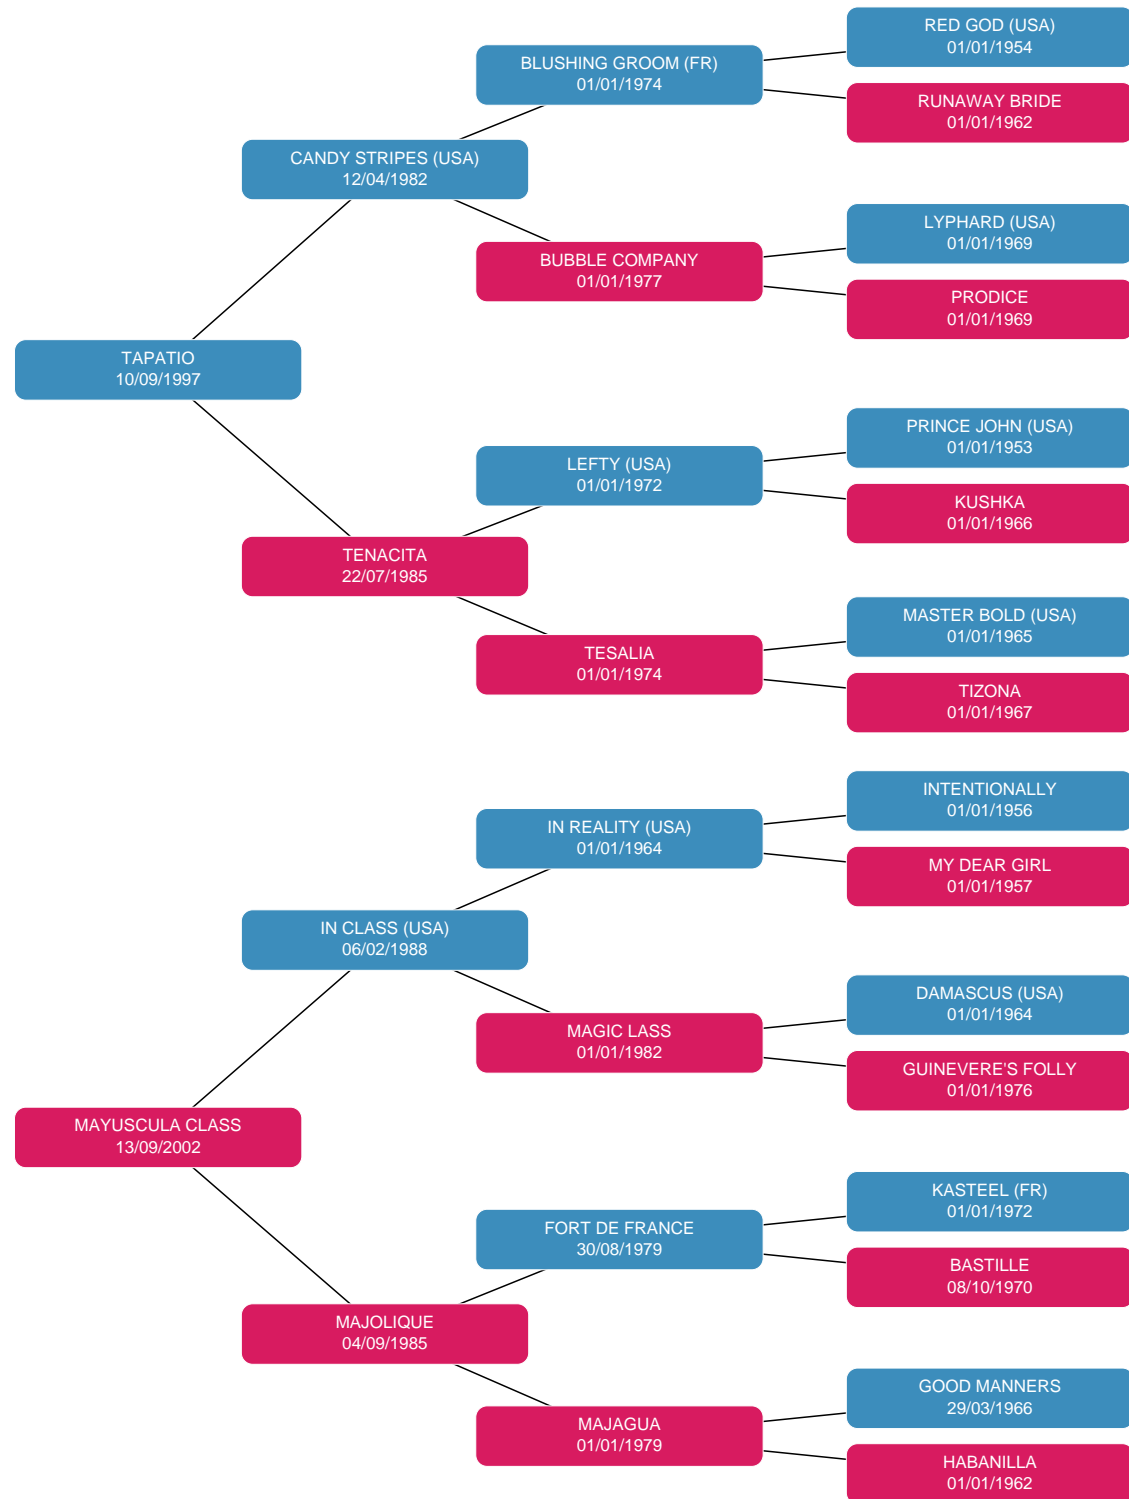 RED GOD (USA)
01/01/1954
BLUSHING GROOM (FR)
01/01/1974
RUNAWAY BRIDE
01/01/1962
CANDY STRIPES (USA)
12/04/1982
LYPHARD (USA)
01/01/1969
BUBBLE COMPANY
01/01/1977
PRODICE
01/01/1969
TAPATIO
10/09/1997
PRINCE JOHN (USA)
01/01/1953
LEFTY (USA)
01/01/1972
KUSHKA
01/01/1966
TENACITA
22/07/1985
MASTER BOLD (USA)
01/01/1965
TESALIA
01/01/1974
TIZONA
01/01/1967
INTENTIONALLY
01/01/1956
IN REALITY (USA)
01/01/1964
MY DEAR GIRL
01/01/1957
IN CLASS (USA)
06/02/1988
DAMASCUS (USA)
01/01/1964
MAGIC LASS
01/01/1982
GUINEVERE'S FOLLY
01/01/1976
MAYUSCULA CLASS
13/09/2002
KASTEEL (FR)
01/01/1972
FORT DE FRANCE
30/08/1979
BASTILLE
08/10/1970
MAJOLIQUE
04/09/1985
GOOD MANNERS
29/03/1966
MAJAGUA
01/01/1979
HABANILLA
01/01/1962